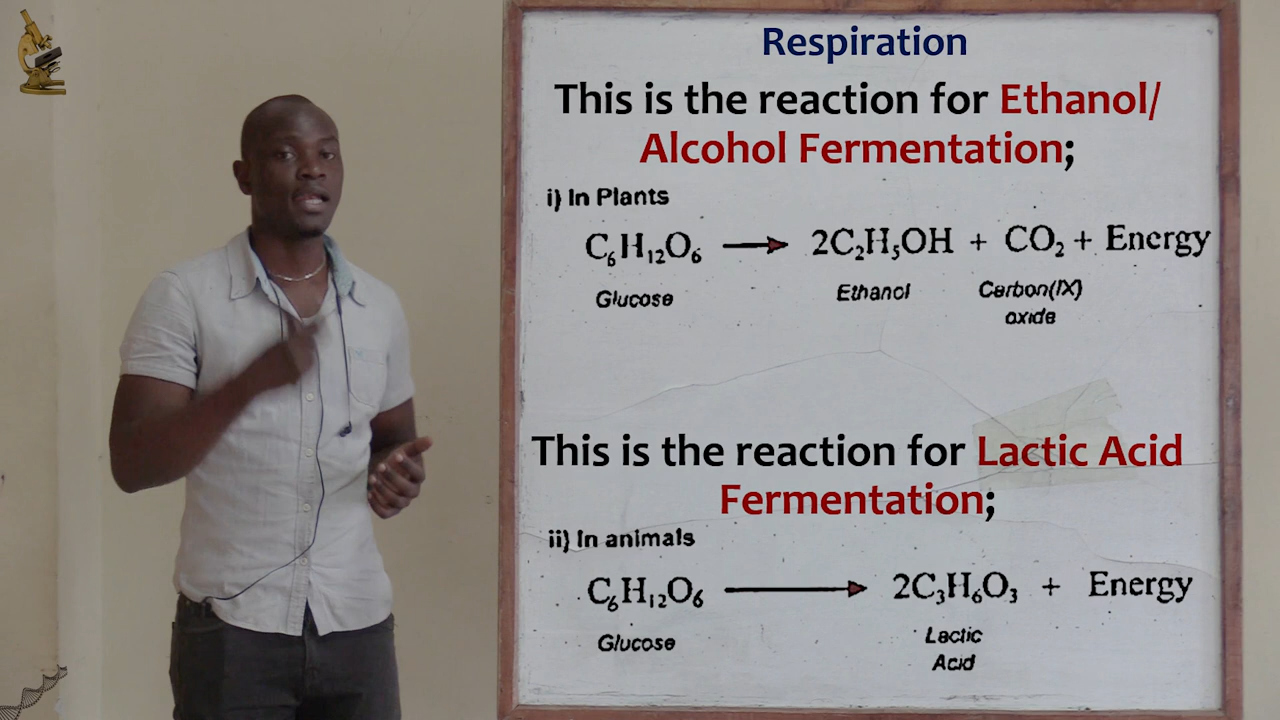 Respiration
This is the reaction for Ethanol/
Alcohol Fermentation;
i) In Plants
C₆H₁₂O₆ → 2C₂H₅OH + CO₂ + Energy
Glucose Ethanol Carbon(IX)
oxide
This is the reaction for Lactic Acid
Fermentation;
ii) In animals
C₆H₁₂O₆ → 2C₃H₆O₃ + Energy
Glucose Lactic
Acid